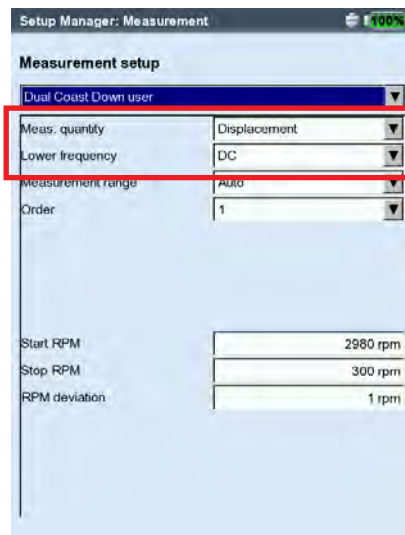 Setup Manager: Measurement 100%
Measurement setup
Dual Coast Down user
Meas. quantity Displacement
Lower frequency DC
Measurement range Auto
Order 1
Start RPM 2980 rpm
Stop RPM 300 rpm
RPM deviation 1 rpm